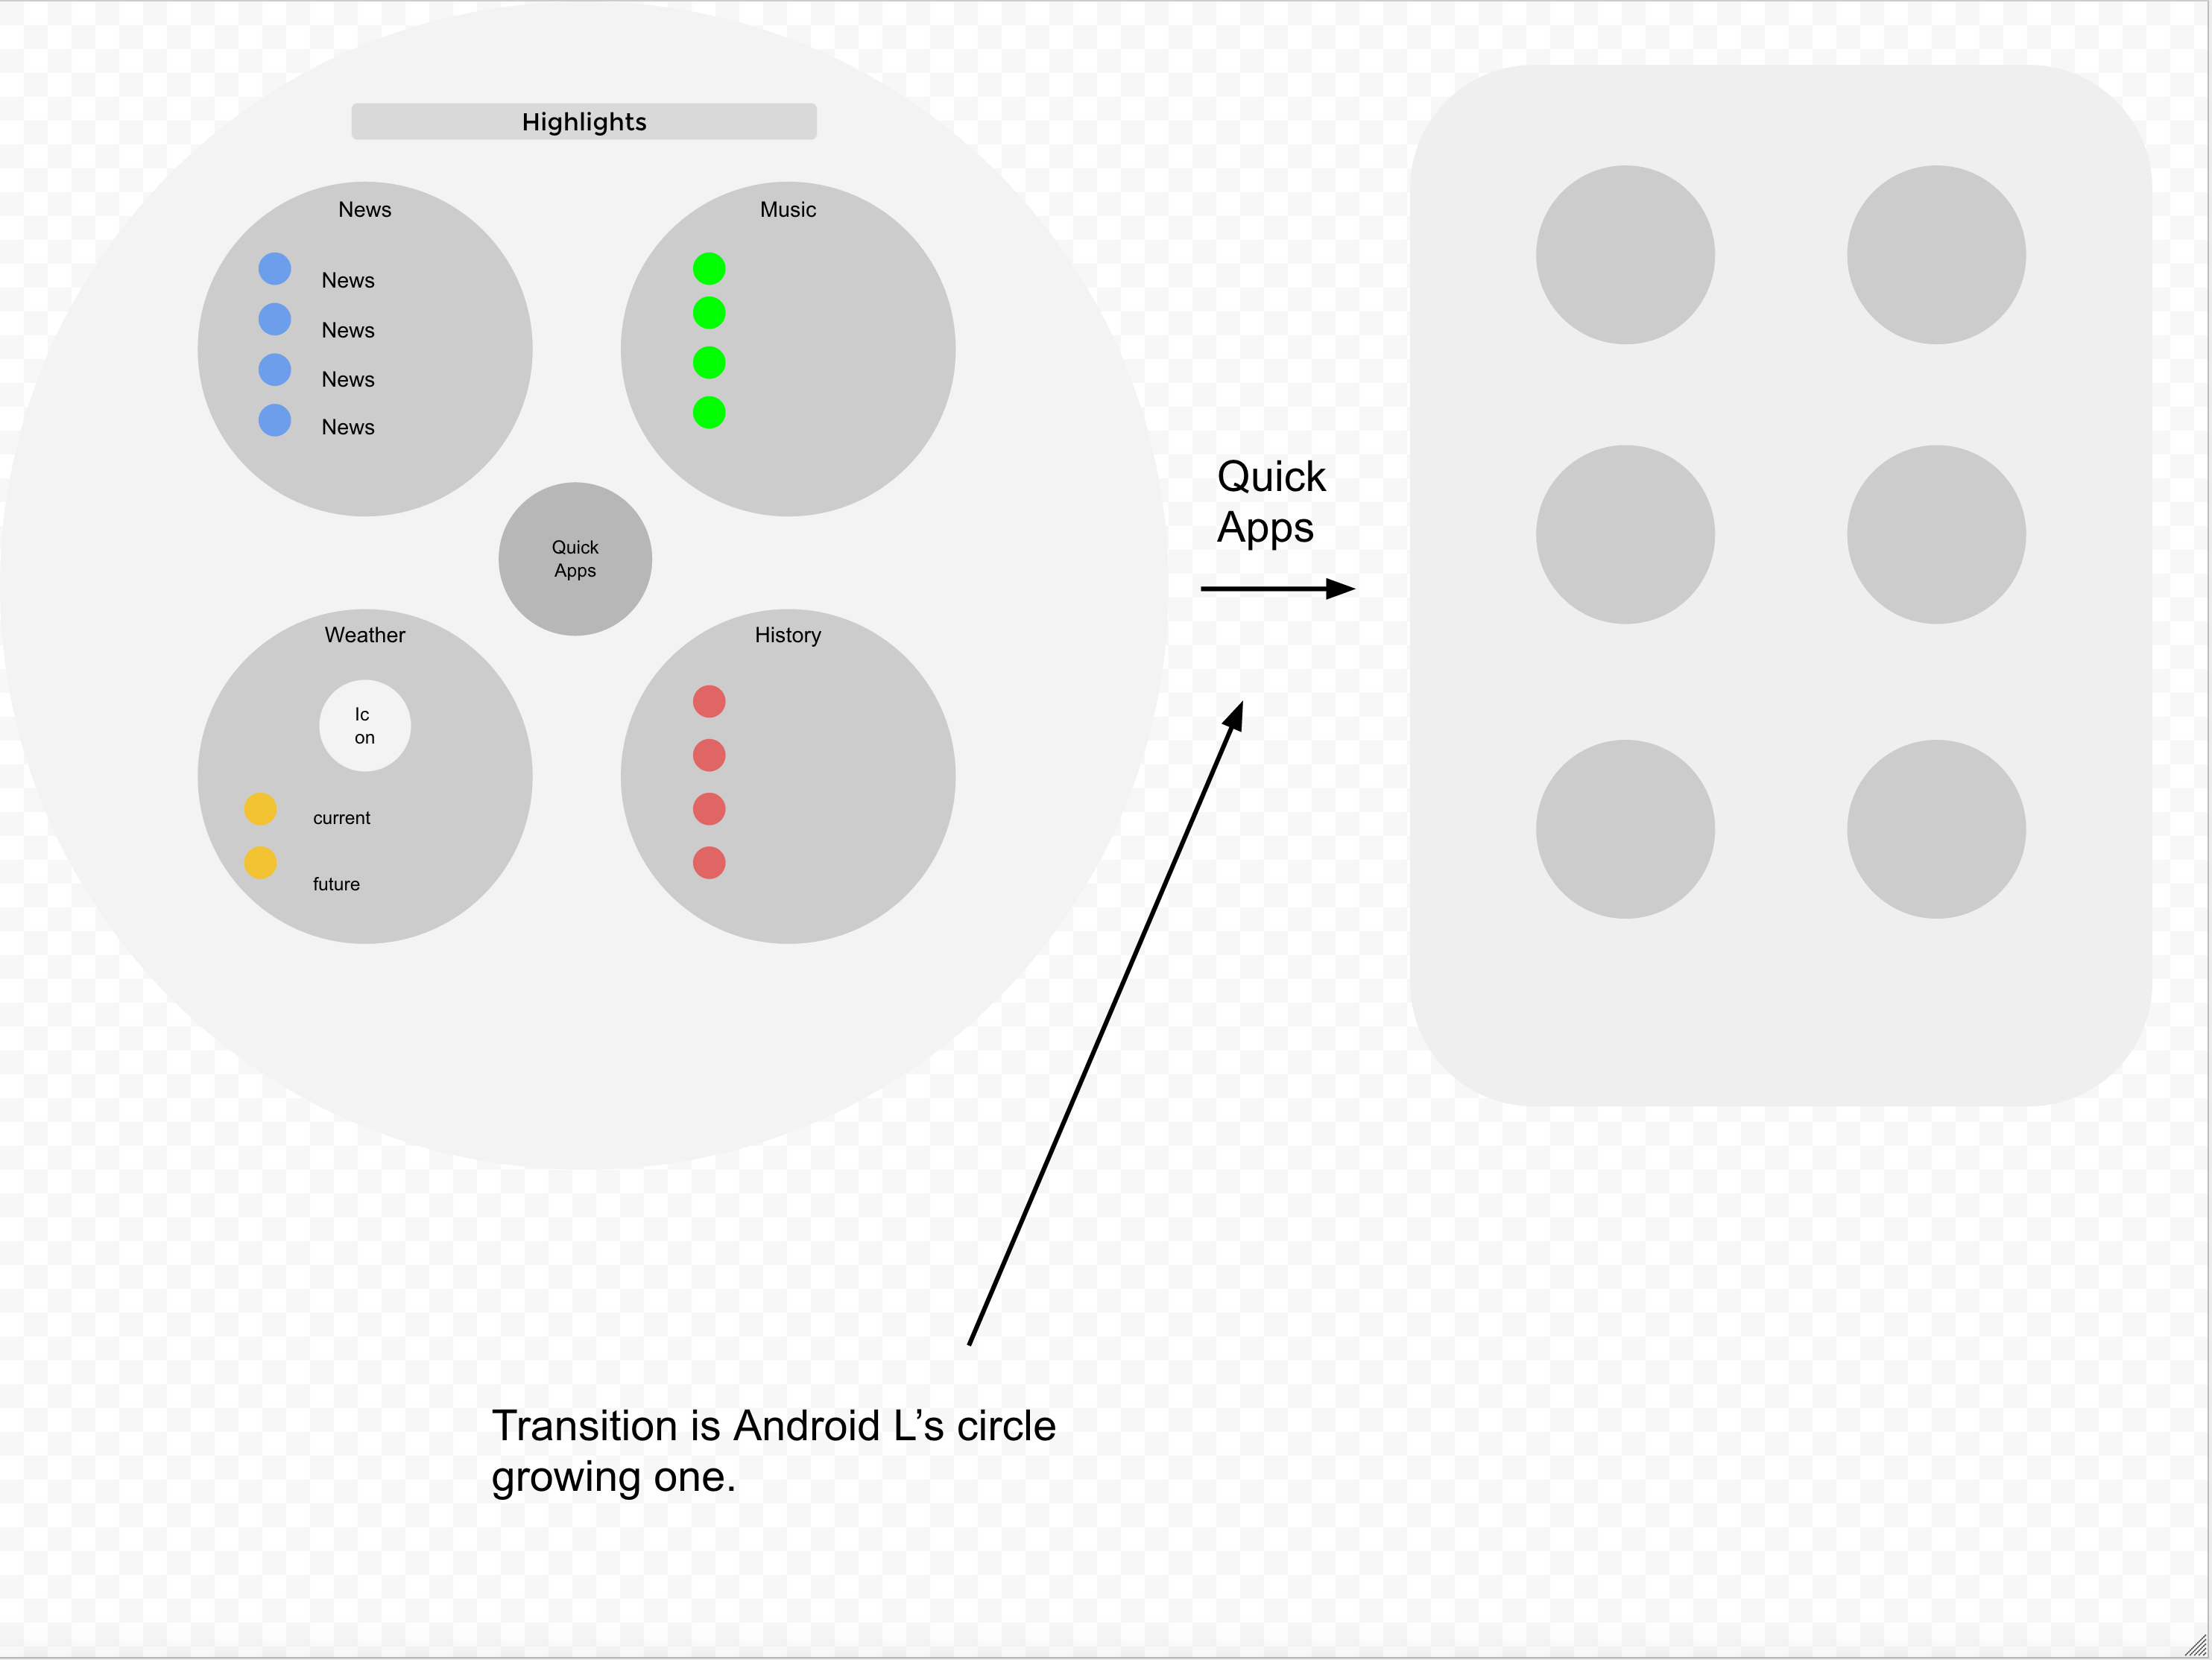 Highlights
News
News
News
News
News
Music
Quick
Apps
Weather
Ic
on
current
future
History
Quick
Apps
Transition is Android L’s circle
growing one.